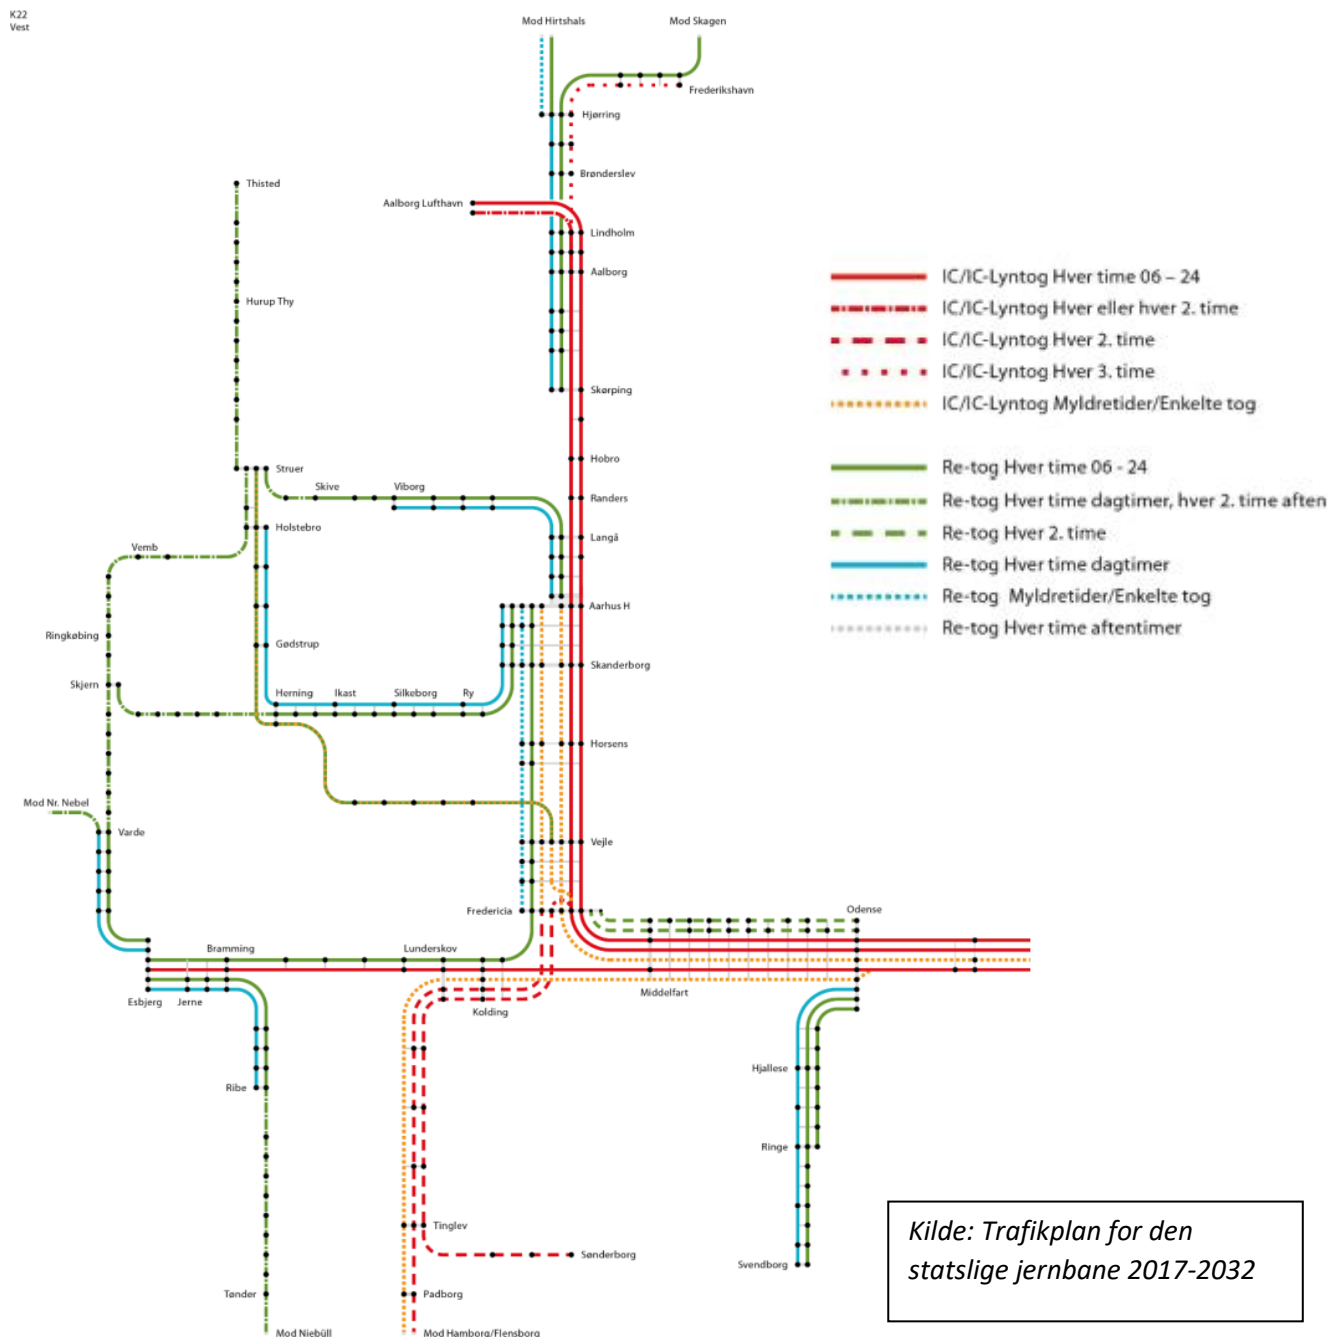 K22
Vest
Mod Hirtshals
Mod Skagen
Frederikshavn
Hjørring
Brønderslev
Thisted
Aalborg Lufthavn
Lindholm
Aalborg
Hurup Thy
Skørping
Hobro
Struer
Skive
Viborg
Randers
Holstebro
Langå
Vemb
Aarhus H
Ringkøbing
Gødstrup
Skanderborg
Skjern
Herning
Ikast
Silkeborg
Ry
Horsens
Mod Nr. Nebel
Varde
Vejle
Fredericia
Odense
Bramming
Lunderskov
Esbjerg
Jerne
Kolding
Middelfart
Ribe
Hjallese
Ringe
Tinglev
Sønderborg
Svendborg
Tønder
Padborg
Mod Niebüll
Mod Hamborg/Flensborg
IC/IC-Lyntog Hver time 06 – 24
IC/IC-Lyntog Hver eller hver 2. time
IC/IC-Lyntog Hver 2. time
IC/IC-Lyntog Hver 3. time
IC/IC-Lyntog Myldretider/Enkelte tog
Re-tog Hver time 06 - 24
Re-tog Hver time dagtimer, hver 2. time aften
Re-tog Hver 2. time
Re-tog Hver time dagtimer
Re-tog Myldretider/Enkelte tog
Re-tog Hver time aftentimer
Kilde: Trafikplan for den
statslige jernbane 2017-2032